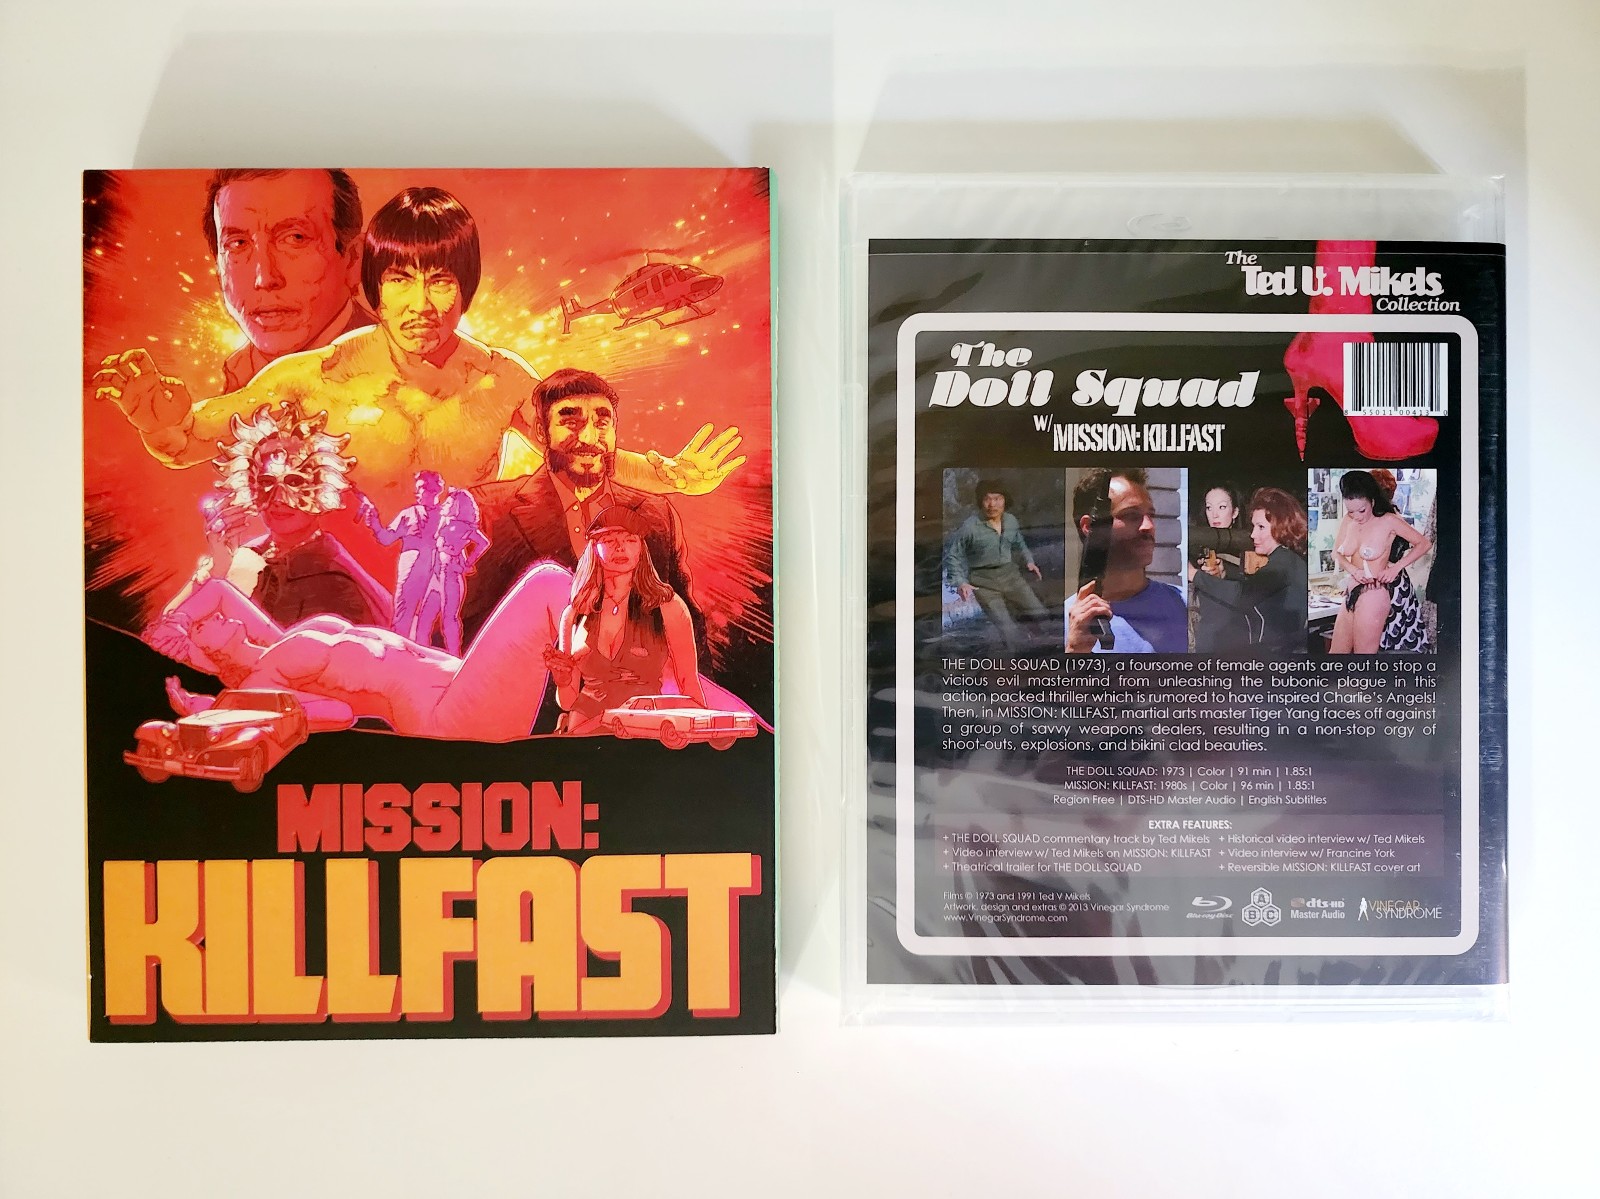 MISSION:
KILLFAST
The
Ted V. Mikels
Collection
The
Doll Squad
W/ MISSION: KILLFAST
8 55011 00413 0
THE DOLL SQUAD (1973), a foursome of female agents are out to stop a
vicious evil mastermind from unleashing the bubonic plague in this
action packed thriller which is rumored to have inspired Charlie's Angels!
Then, in MISSION: KILLFAST, martial arts master Tiger Yang faces off against
a group of savvy weapons dealers, resulting in a non-stop orgy of
shoot-outs, explosions, and bikini clad beauties.
THE DOLL SQUAD: 1973 | Color | 91 min | 1.85:1
MISSION: KILLFAST: 1980s | Color | 96 min | 1.85:1
Region Free | DTS-HD Master Audio | English Subtitles
EXTRA FEATURES:
+ THE DOLL SQUAD commentary track by Ted Mikels + Historical video interview w/ Ted Mikels
+ Video interview w/ Ted Mikels on MISSION: KILLFAST + Video interview w/ Francine York
+ Theatrical trailer for THE DOLL SQUAD + Reversible MISSION: KILLFAST cover art
Films © 1973 and 1991 Ted V Mikels
Artwork, design and extras © 2013 Vinegar Syndrome
www.VinegarSyndrome.com
Blu-ray Disc
A B C
dts-HD
Master Audio
VINEGAR
SYNDROME